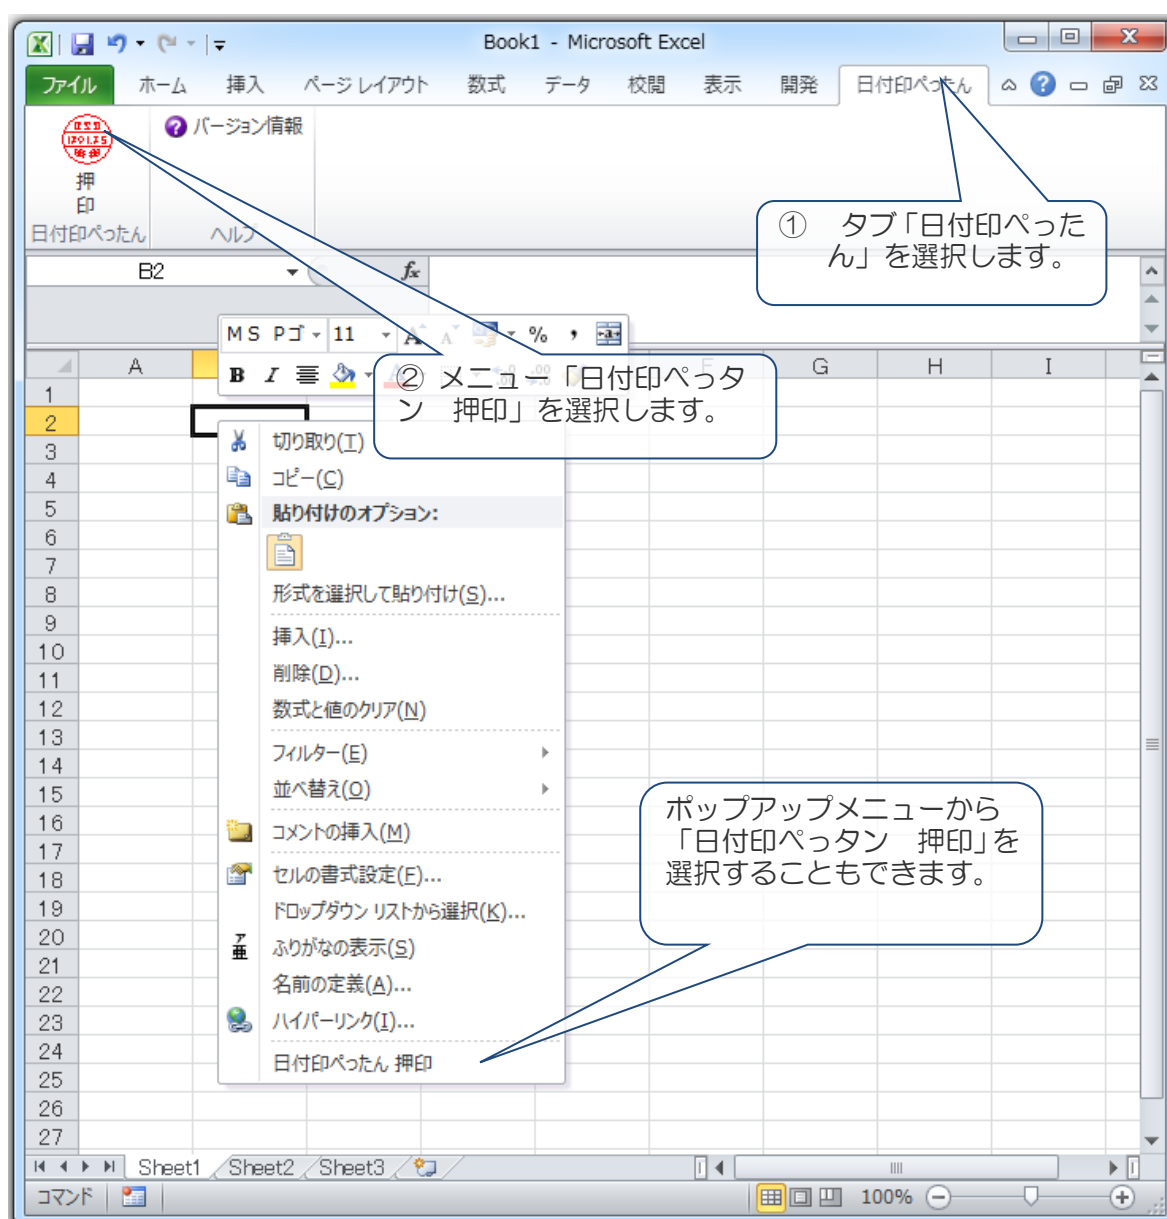 Book1 - Microsoft Excel
ファイル ホーム 挿入 ページ レイアウト 数式 データ 校閲 表示 開発 日付印ぺったん
バージョン情報
押
印
日付印ぺったん ヘルプ
① タブ「日付印ぺった
ん」を選択します。
B2 fx
MS Pゴ 11 A A % ,
B I
② メニュー「日付印ぺっタ
ン 押印」を選択します。
A F G H I
1
2
3
4
5
6
7
8
9
10
11
12
13
14
15
16
17
18
19
20
21
22
23
24
25
26
27
切り取り(T)
コピー(C)
貼り付けのオプション:
形式を選択して貼り付け(S)...
挿入(I)...
削除(D)...
数式と値のクリア(N)
フィルター(E)
並べ替え(O)
コメントの挿入(M)
セルの書式設定(F)...
ドロップダウン リストから選択(K)...
ふりがなの表示(S)
名前の定義(A)...
ハイパーリンク(I)...
日付印ぺったん 押印
ポップアップメニューから
「日付印ぺっタン 押印」を
選択することもできます。
Sheet1 Sheet2 Sheet3
コマンド 100%